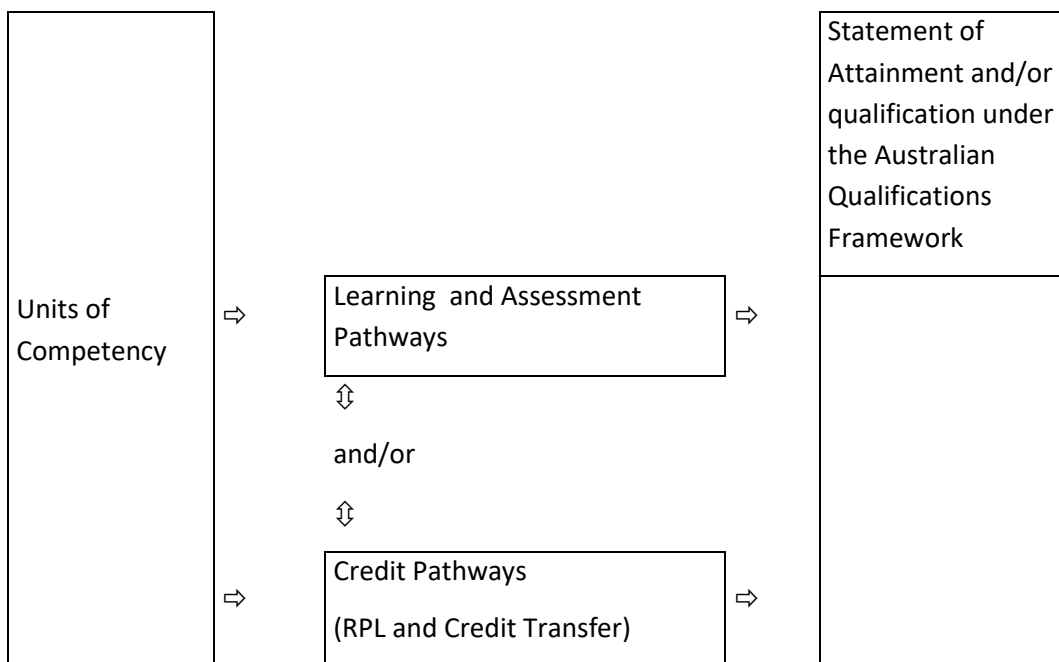 Statement of
Attainment and/or
qualification under
the Australian
Qualifications
Framework
Units of
Competency
⇨
Learning  and Assessment
Pathways
⇨
⇕
and/or
⇕
⇨
Credit Pathways
(RPL and Credit Transfer)
⇨